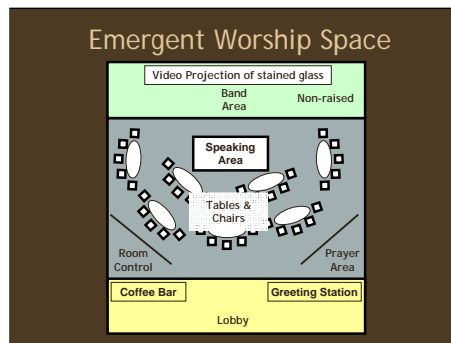 Emergent Worship Space
Video Projection of stained glass
Band
Area
Non-raised
Speaking
Area
Tables &
Chairs
Room
Control
Prayer
Area
Coffee Bar
Greeting Station
Lobby